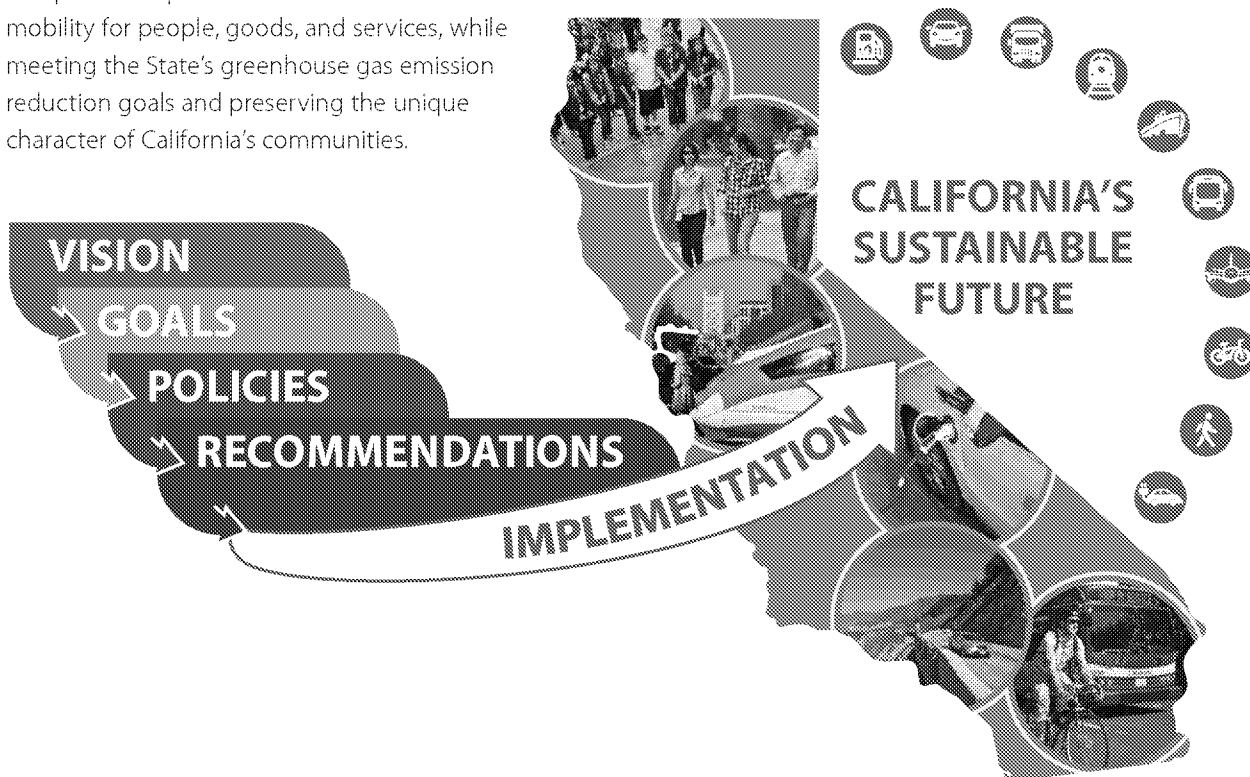 mobility for people, goods, and services, while
meeting the State's greenhouse gas emission
reduction goals and preserving the unique
character of California's communities.
VISION
GOALS
POLICIES
RECOMMENDATIONS
IMPLEMENTATION
CALIFORNIA'S
SUSTAINABLE
FUTURE